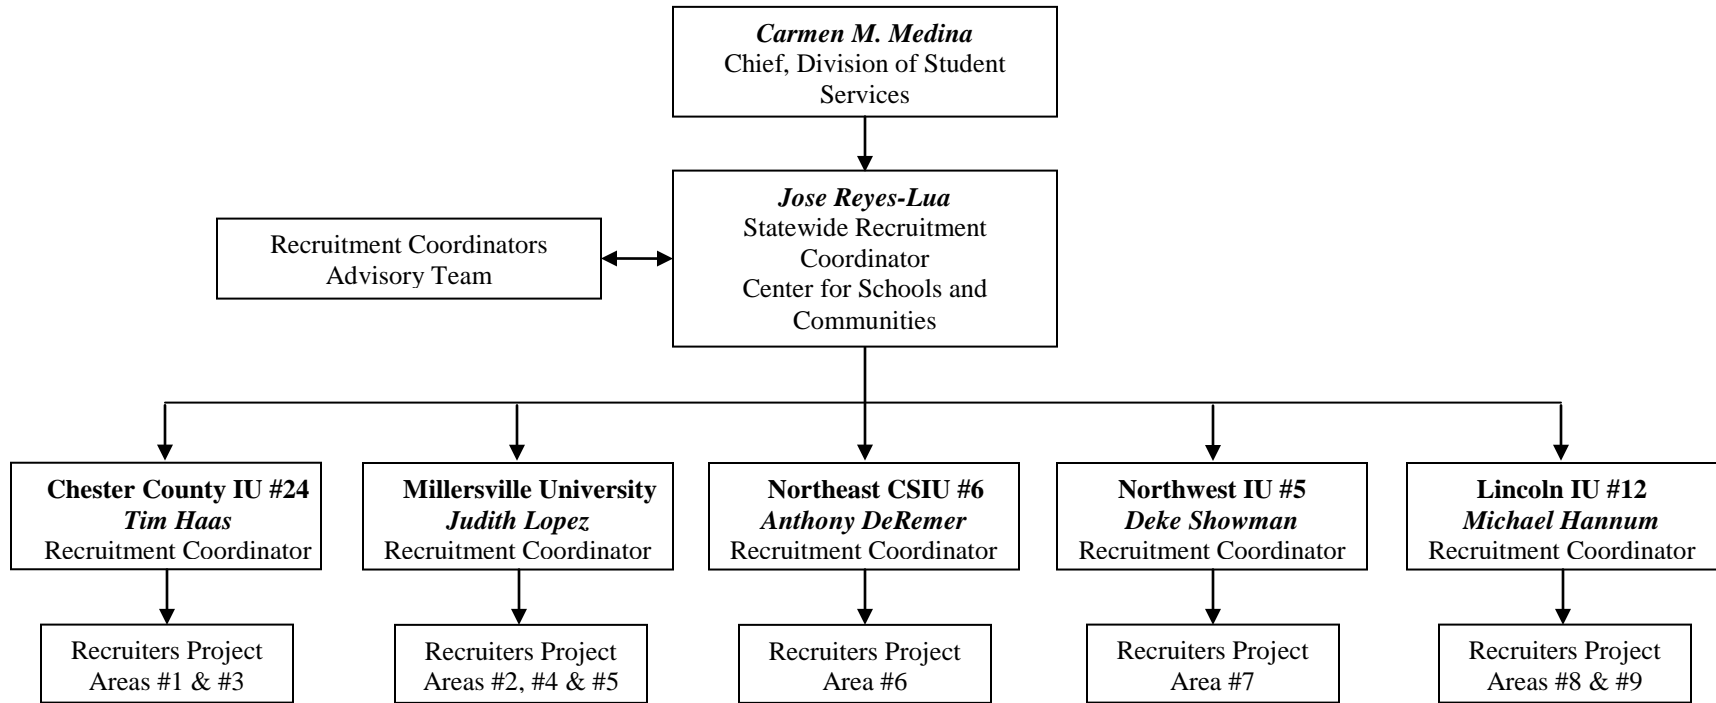 Carmen M. Medina
Chief, Division of Student
Services
Jose Reyes-Lua
Statewide Recruitment
Coordinator
Center for Schools and
Communities
Recruitment Coordinators
Advisory Team
Chester County IU #24
Tim Haas
Recruitment Coordinator
Millersville University
Judith Lopez
Recruitment Coordinator
Northeast CSIU #6
Anthony DeRemer
Recruitment Coordinator
Northwest IU #5
Deke Showman
Recruitment Coordinator
Lincoln IU #12
Michael Hannum
Recruitment Coordinator
Recruiters Project
Areas #1 & #3
Recruiters Project
Areas #2, #4 & #5
Recruiters Project
Area #6
Recruiters Project
Area #7
Recruiters Project
Areas #8 & #9